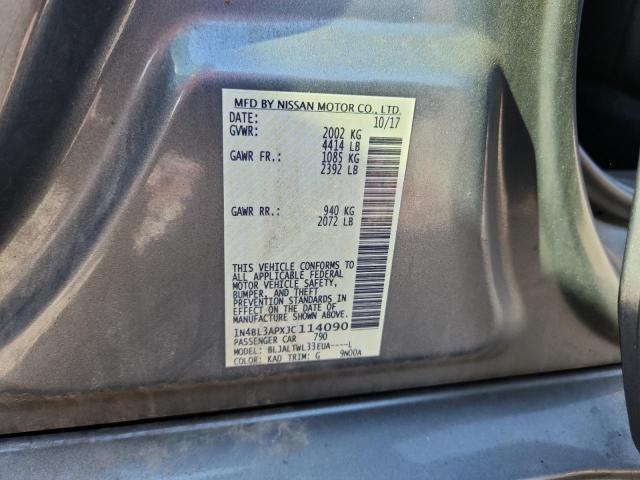 MFD BY NISSAN MOTOR CO., LTD.
DATE: 10/17
GVWR: 2002 KG
4414 LB
GAWR FR.: 1085 KG
2392 LB
GAWR RR.: 940 KG
2072 LB
THIS VEHICLE CONFORMS TO
ALL APPLICABLE FEDERAL
MOTOR VEHICLE SAFETY,
BUMPER, AND THEFT
PREVENTION STANDARDS IN
EFFECT ON THE DATE OF
MANUFACTURE SHOWN ABOVE.
1N4BL3APXJC114090
PASSENGER CAR 790
MODEL: BLJALTWL33EUA----L
COLOR: KAD TRIM: G 9N00A